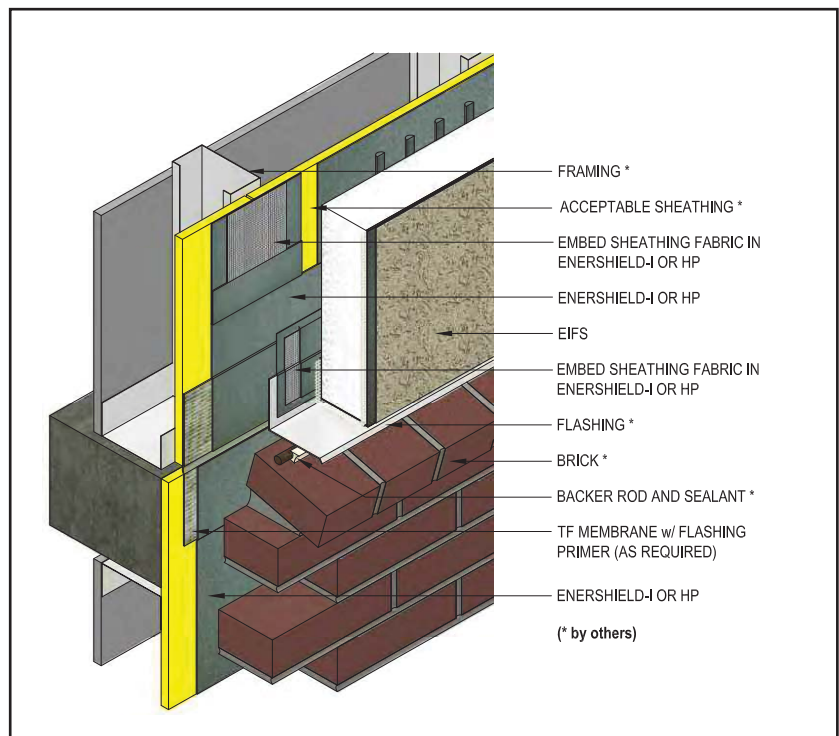 FRAMING *
ACCEPTABLE SHEATHING *
EMBED SHEATHING FABRIC IN
ENERSHIELD-I OR HP
ENERSHIELD-I OR HP
EIFS
EMBED SHEATHING FABRIC IN
ENERSHIELD-I OR HP
FLASHING *
BRICK *
BACKER ROD AND SEALANT *
TF MEMBRANE w/ FLASHING
PRIMER (AS REQUIRED)
ENERSHIELD-I OR HP
(* by others)